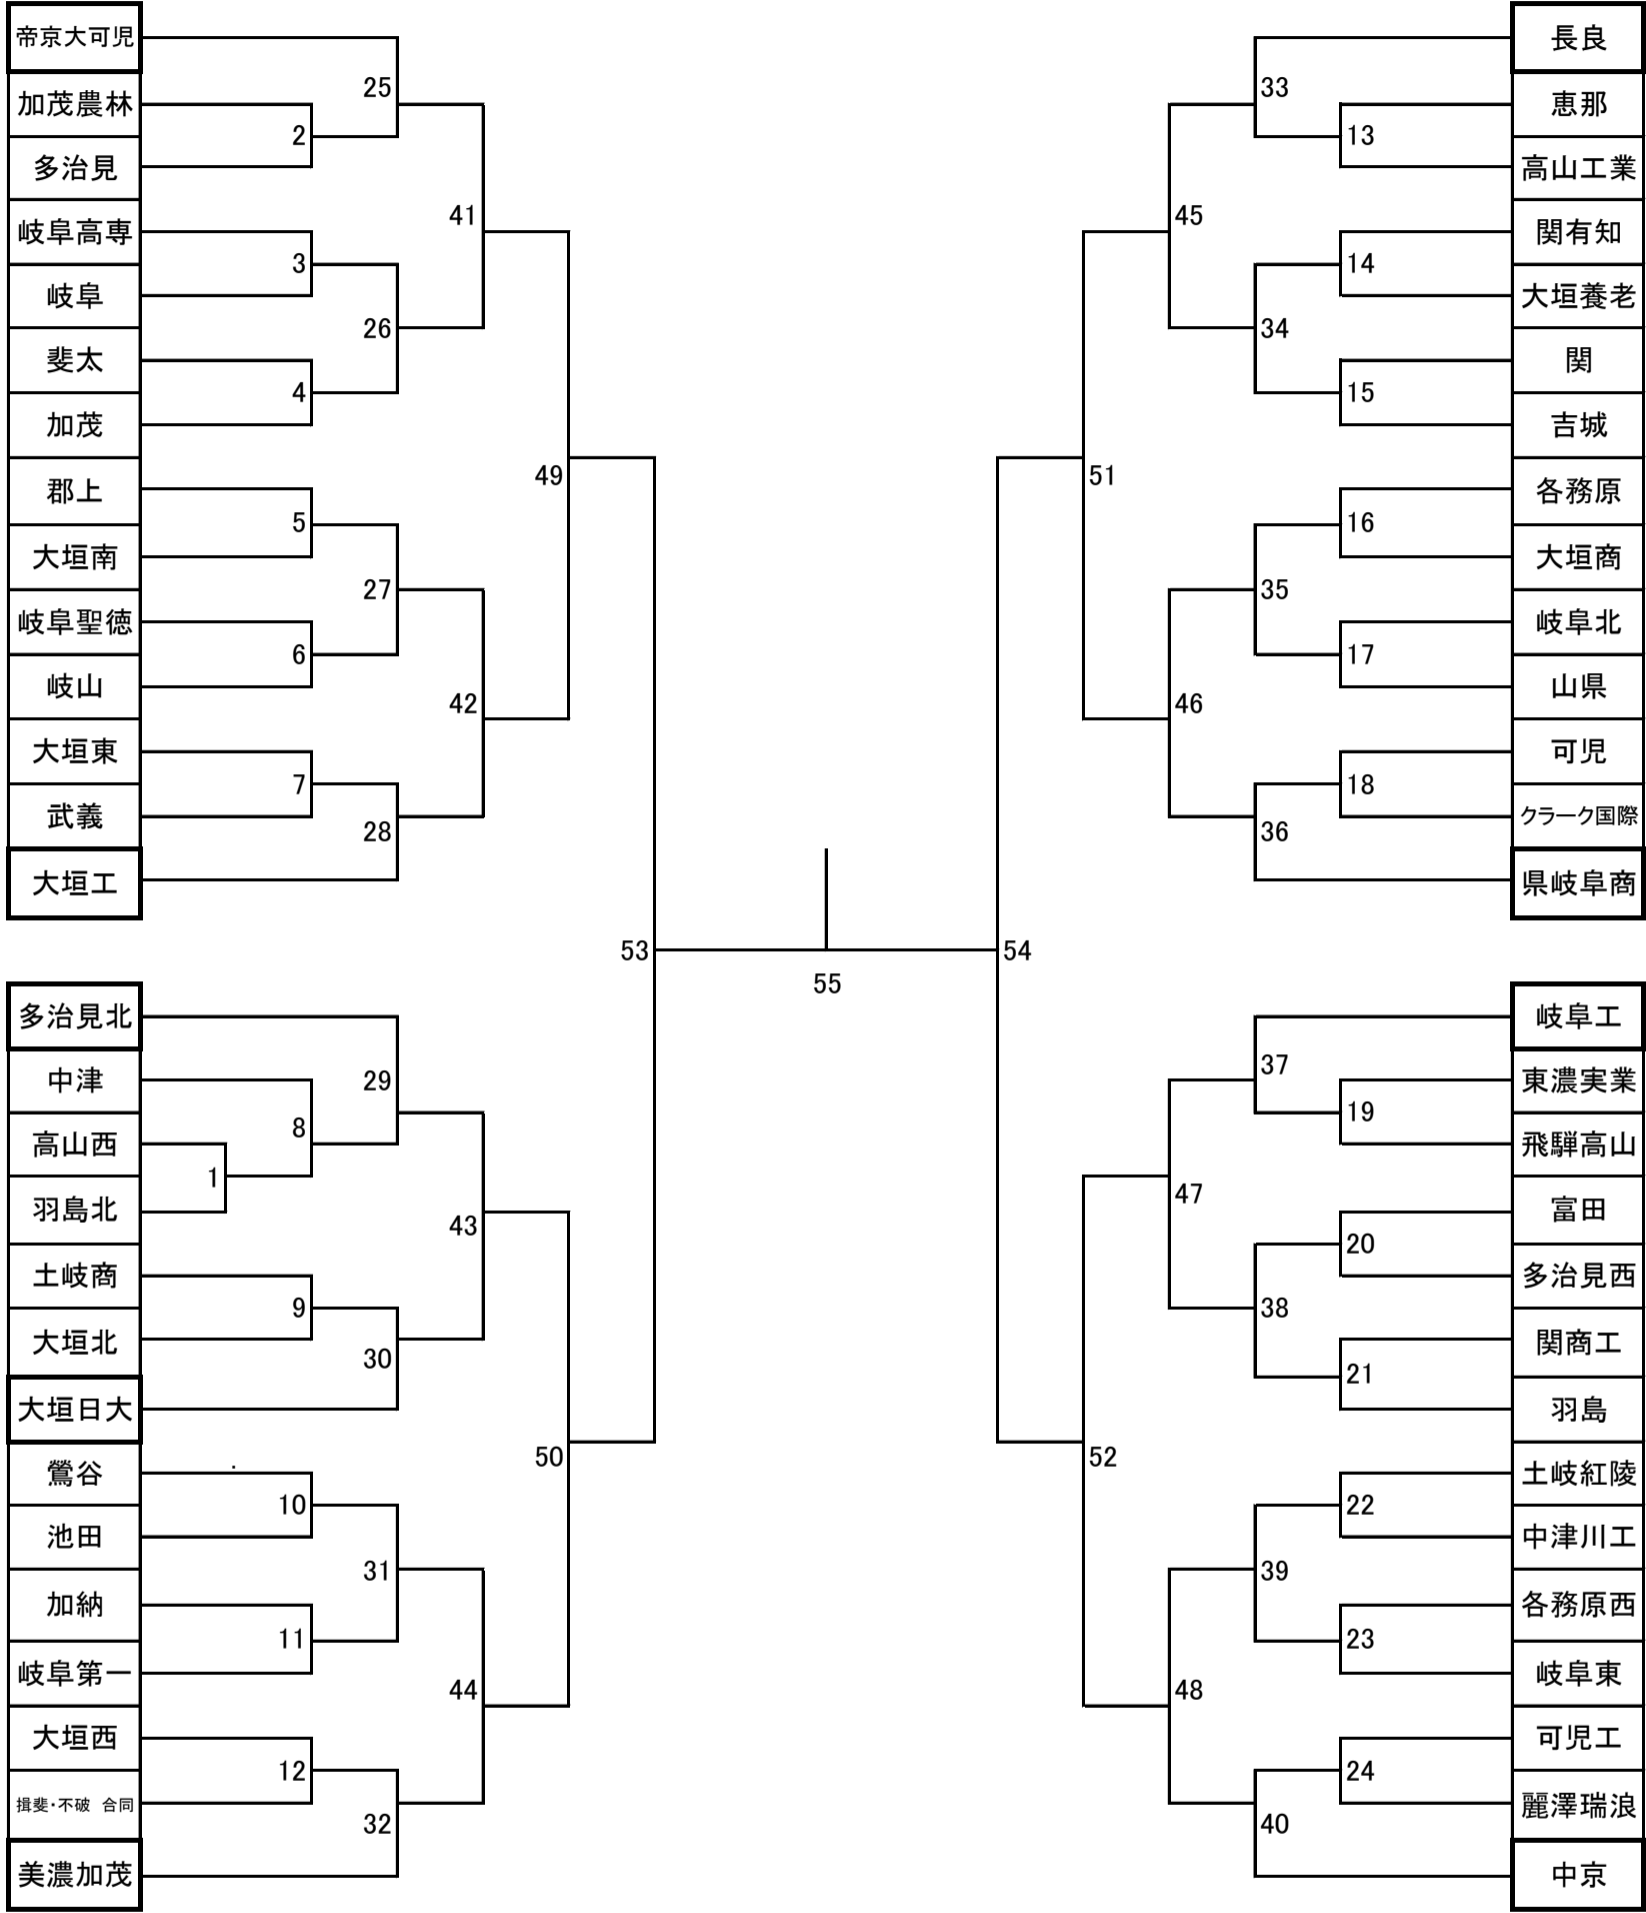 帝京大可児
加茂農林
多治見
岐阜高専
岐阜
斐太
加茂
郡上
大垣南
岐阜聖徳
岐山
大垣東
武義
大垣工
多治見北
中津
高山西
羽島北
土岐商
大垣北
大垣日大
鶯谷
池田
加納
岐阜第一
大垣西
揖斐・不破 合同
美濃加茂
1
2
3
4
5
6
7
8
9
10
11
12
25
26
27
28
29
30
31
32
41
42
43
44
49
50
53
55
54
51
52
45
46
47
48
33
34
35
36
37
38
39
40
13
14
15
16
17
18
19
20
21
22
23
24
長良
恵那
高山工業
関有知
大垣養老
関
吉城
各務原
大垣商
岐阜北
山県
可児
クラーク国際
県岐阜商
岐阜工
東濃実業
飛騨高山
富田
多治見西
関商工
羽島
土岐紅陵
中津川工
各務原西
岐阜東
可児工
麗澤瑞浪
中京